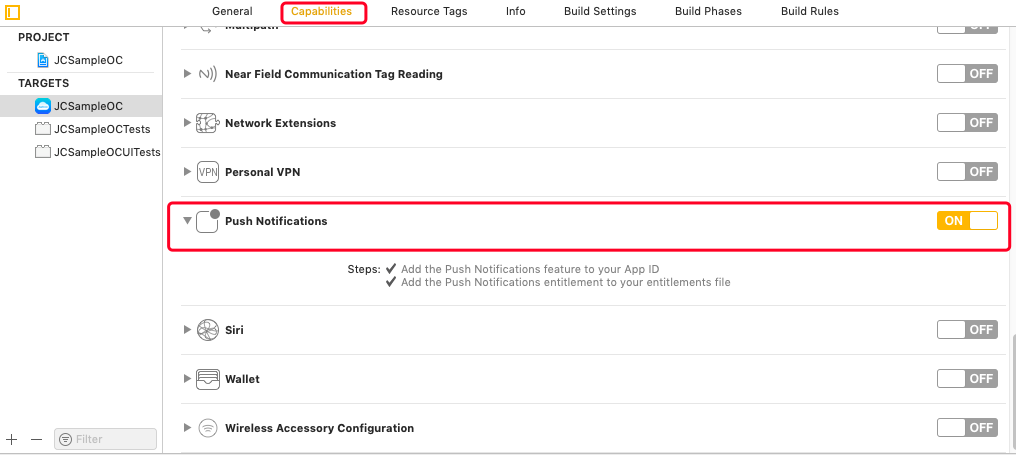 General Capabilities Resource Tags Info Build Settings Build Phases Build Rules
PROJECT
JCSampleOC
TARGETS
JCSampleOC
JCSampleOCTests
JCSampleOCUITests
Multipath OFF
Near Field Communication Tag Reading OFF
Network Extensions OFF
VPN Personal VPN OFF
Push Notifications ON
Steps: ✔ Add the Push Notifications feature to your App ID
✔ Add the Push Notifications entitlement to your entitlements file
Siri OFF
Wallet OFF
Wireless Accessory Configuration OFF
+ − Filter